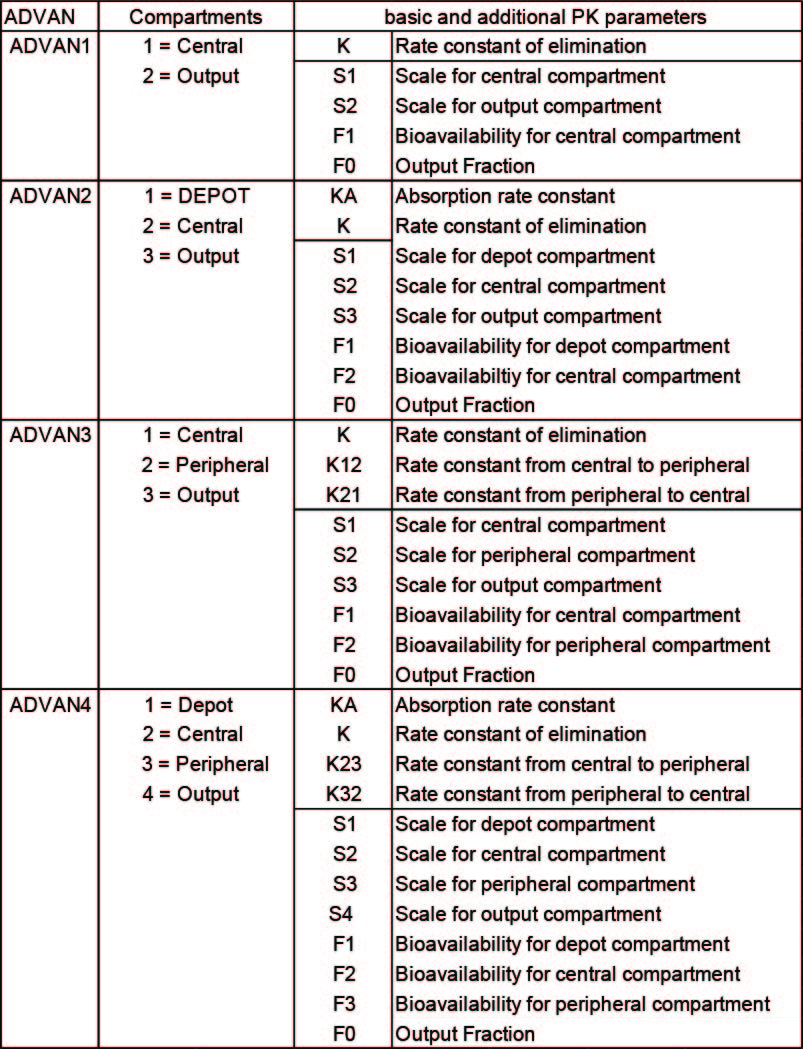 ADVAN Compartments basic and additional PK parameters
ADVAN1 1 = Central K Rate constant of elimination
2 = Output S1 Scale for central compartment
S2 Scale for output compartment
F1 Bioavailability for central compartment
F0 Output Fraction
ADVAN2 1 = DEPOT KA Absorption rate constant
2 = Central K Rate constant of elimination
3 = Output S1 Scale for depot compartment
S2 Scale for central compartment
S3 Scale for output compartment
F1 Bioavailability for depot compartment
F2 Bioavailabiltiy for central compartment
F0 Output Fraction
ADVAN3 1 = Central K Rate constant of elimination
2 = Peripheral K12 Rate constant from central to peripheral
3 = Output K21 Rate constant from peripheral to central
S1 Scale for central compartment
S2 Scale for peripheral compartment
S3 Scale for output compartment
F1 Bioavailability for central compartment
F2 Bioavailability for peripheral compartment
F0 Output Fraction
ADVAN4 1 = Depot KA Absorption rate constant
2 = Central K Rate constant of elimination
3 = Peripheral K23 Rate constant from central to peripheral
4 = Output K32 Rate constant from peripheral to central
S1 Scale for depot compartment
S2 Scale for central compartment
S3 Scale for peripheral compartment
S4 Scale for output compartment
F1 Bioavailability for depot compartment
F2 Bioavailability for central compartment
F3 Bioavailability for peripheral compartment
F0 Output Fraction